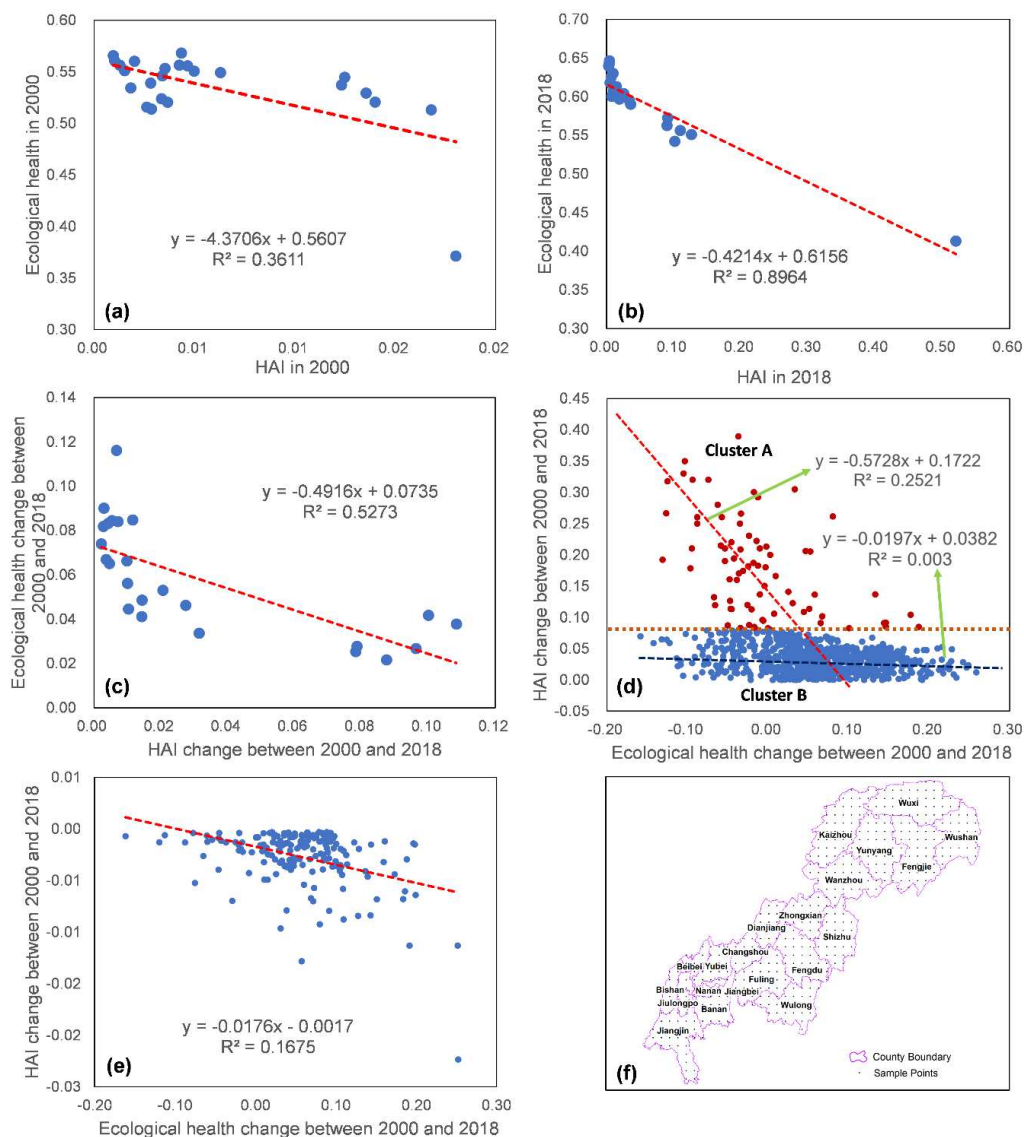 Ecological health in 2000
0.60
0.55
0.50
0.45
0.40
0.35
0.30
y = -4.3706x + 0.5607
R² = 0.3611
(a)
0.00 0.01 0.01 0.02 0.02
HAI in 2000
Ecological health in 2018
0.70
0.65
0.60
0.55
0.50
0.45
0.40
0.35
0.30
y = -0.4214x + 0.6156
R² = 0.8964
(b)
0.00 0.10 0.20 0.30 0.40 0.50 0.60
HAI in 2018
Ecological health change between
2000 and 2018
0.14
0.12
0.10
0.08
0.06
0.04
0.02
0.00
y = -0.4916x + 0.0735
R² = 0.5273
(c)
0.00 0.02 0.04 0.06 0.08 0.10 0.12
HAI change between 2000 and 2018
HAI change between 2000 and 2018
0.45
0.40
0.35
0.30
0.25
0.20
0.15
0.10
0.05
0.00
-0.05
Cluster A
y = -0.5728x + 0.1722
R² = 0.2521
y = -0.0197x + 0.0382
R² = 0.003
(d)
Cluster B
-0.20 -0.10 0.00 0.10 0.20 0.30
Ecological health change between 2000 and 2018
HAI change between 2000 and 2018
0.01
0.00
-0.01
-0.01
-0.02
-0.02
-0.03
y = -0.0176x - 0.0017
R² = 0.1675
(e)
-0.20 -0.10 0.00 0.10 0.20 0.30
Ecological health change between 2000 and 2018
Wuxi
Kaizhou
Wushan
Yunyang
Fengjie
Wanzhou
Zhongxian
Dianjiang
Shizhu
Changshou
Beibei Yubei
Fengdu
Fuling
Bishan Nanan Jiangbei
Jiulongpo
Banan
Wulong
Jiangjin
County Boundary
Sample Points
(f)